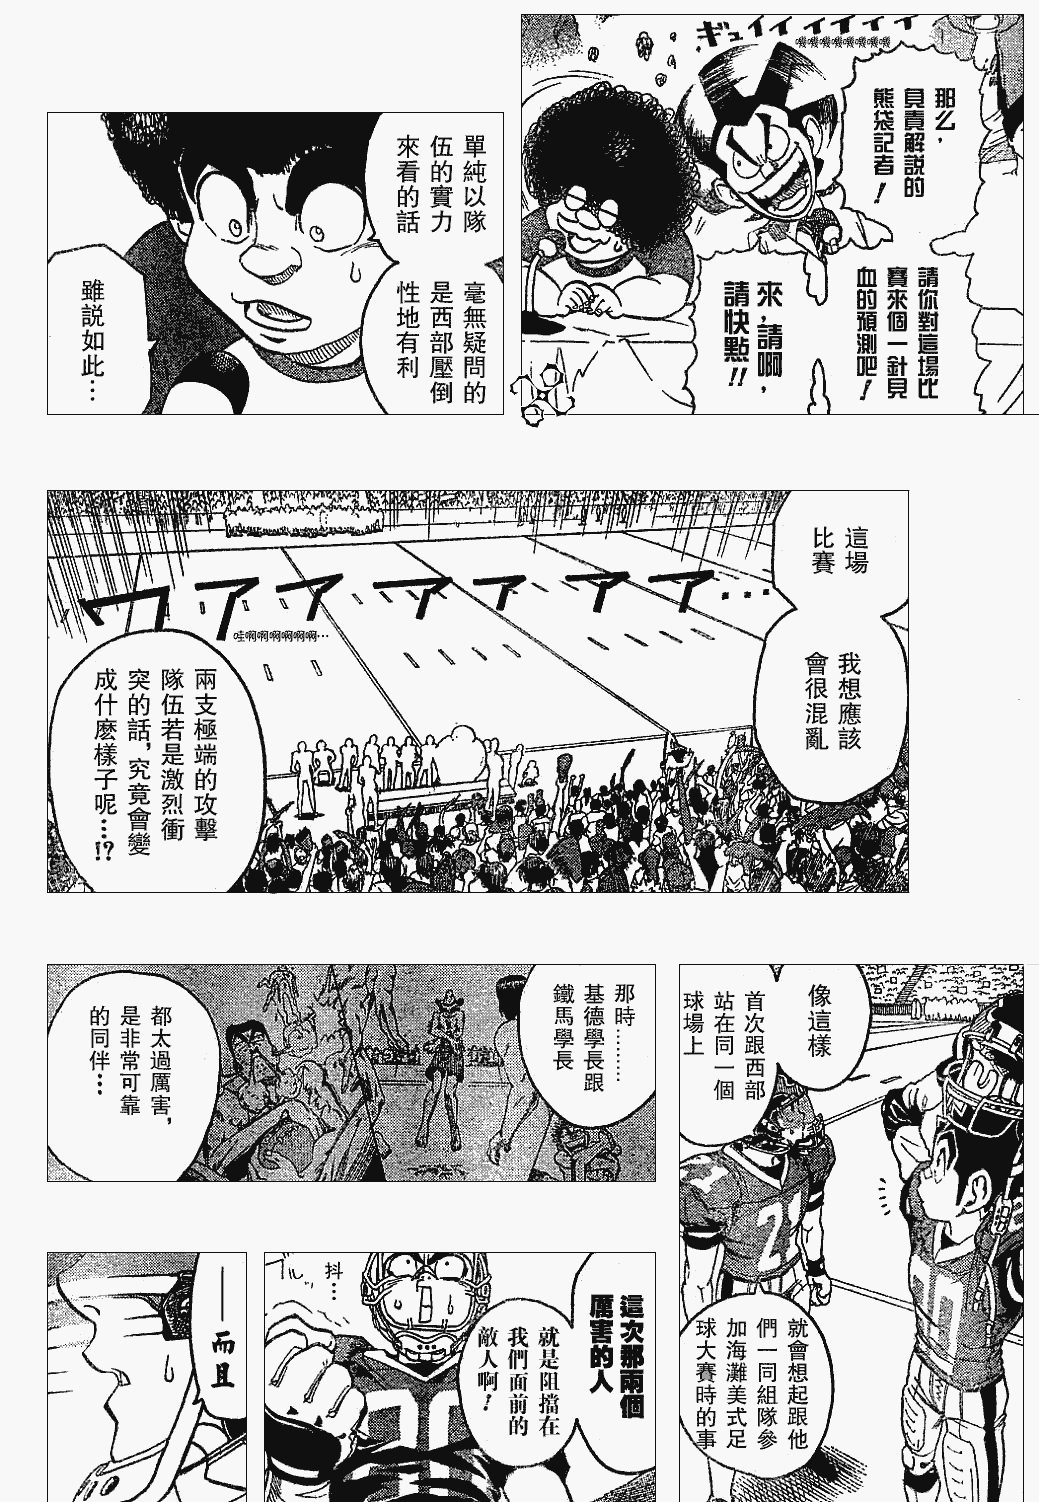 ギュイイイイイイ
嘰嘰嘰嘰嘰嘰嘰嘰
那么，
負責解說的
熊袋記者！
請你對這場比
賽來個一針見
血的預測吧！
來，請啊，
請快點！！
單純以隊
伍的實力
來看的話
毫無疑問的
是西部壓倒
性地有利
雖說如此…
這場
比賽
我想應該
會很混亂
ワアアアアアア…
哇啊啊啊啊啊啊…
兩支極端的攻擊
隊伍若是激烈衝
突的話，究竟會變
成什麽樣子呢…!?
像這樣
首次跟西部
站在同一個
球場上
就會想起跟他
們一同組隊參
加海灘美式足
球大賽時的事
那時………
基德學長跟
鐵馬學長
都太過厲害，
是非常可靠
的同伴…
這次那兩個
厲害的人
就是阻擋在
我們面前的
敵人啊！
抖…
——而且